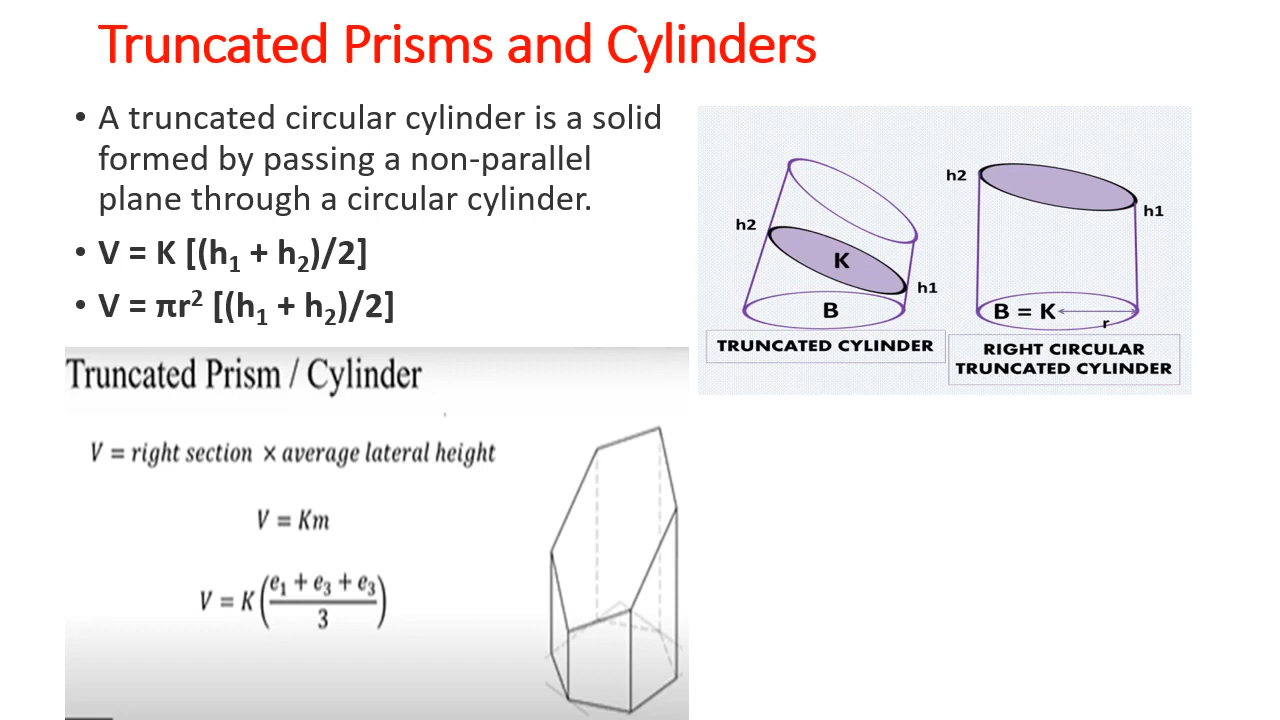 Truncated Prisms and Cylinders
• A truncated circular cylinder is a solid
formed by passing a non-parallel
plane through a circular cylinder.
• V = K [(h₁ + h₂)/2]
• V = πr² [(h₁ + h₂)/2]
h2
K
h1
B
TRUNCATED CYLINDER
h2
h1
B = K
r
RIGHT CIRCULAR
TRUNCATED CYLINDER
Truncated Prism / Cylinder
V = right section × average lateral height
V = Km
V = K(e₁ + e₃ + e₃ / 3)